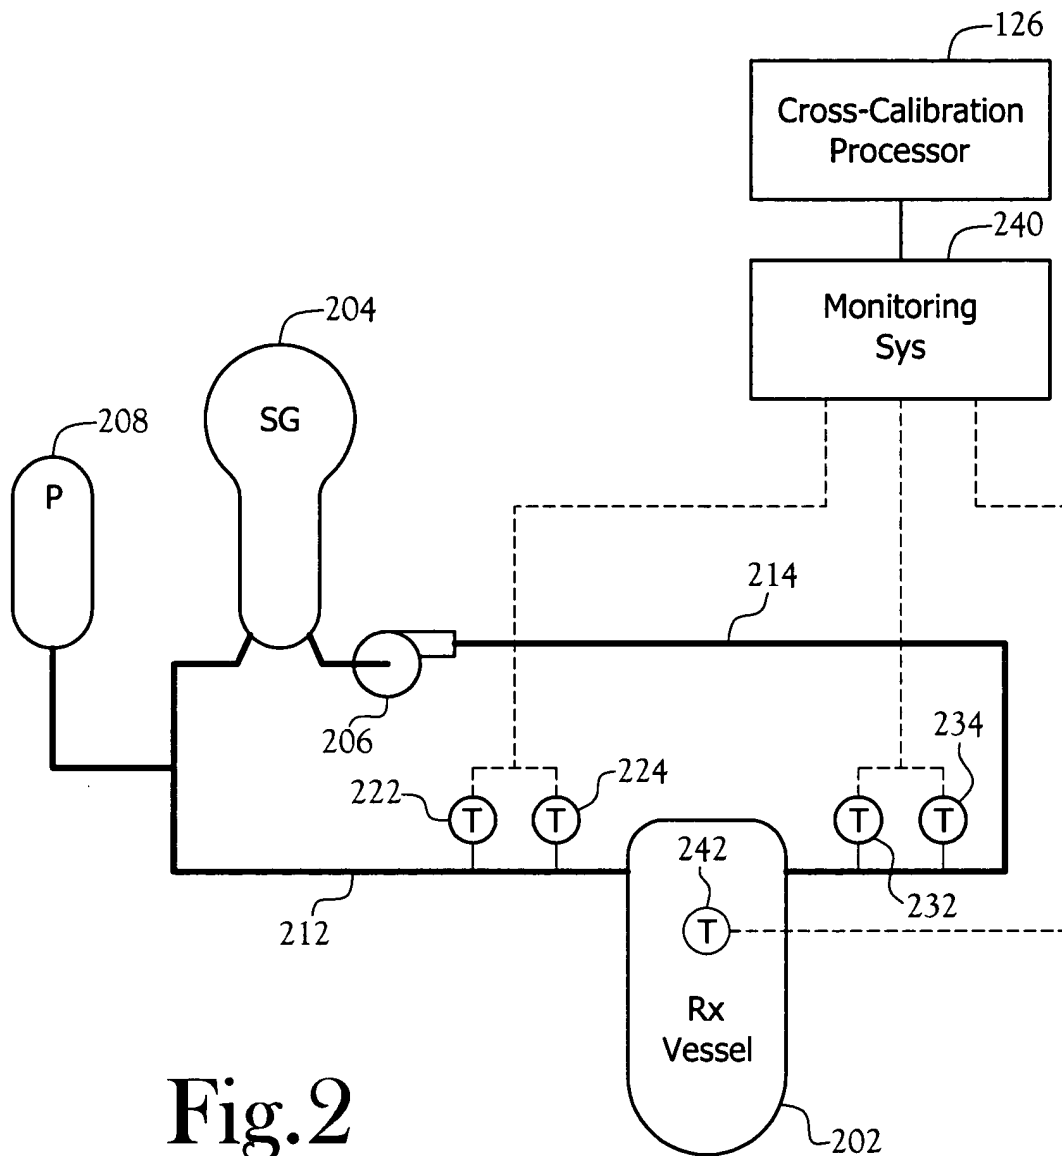 126
Cross-Calibration
Processor
240
Monitoring
Sys
204
SG
208
P
214
206
234
222
224
T
T
T
T
242
232
212
T
Rx
Vessel
Fig.2
202